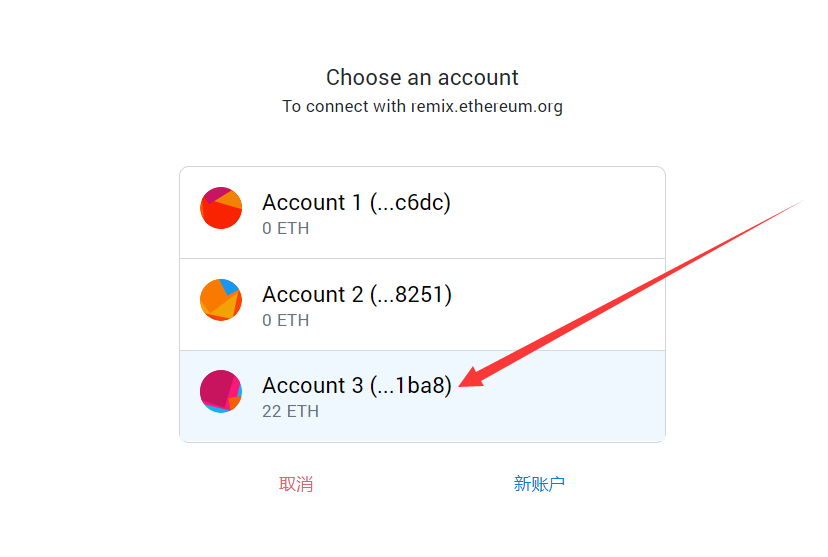 Choose an account
To connect with remix.ethereum.org
Account 1 (...c6dc)
0 ETH
Account 2 (...8251)
0 ETH
Account 3 (...1ba8)
22 ETH
取消
新账户